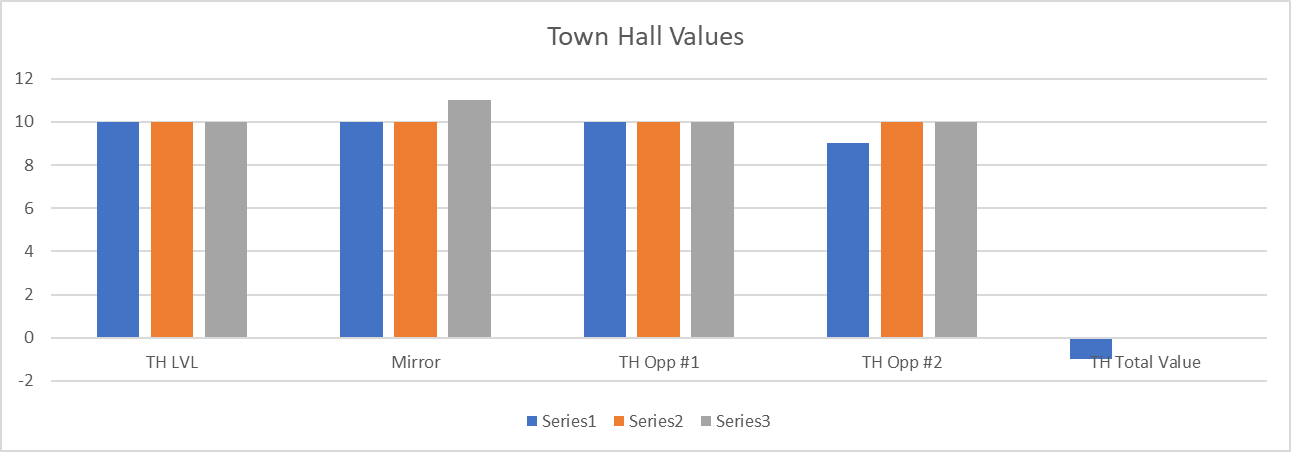 Town Hall Values
12
10
8
6
4
2
0
-2
TH LVL Mirror TH Opp #1 TH Opp #2 TH Total Value
Series1 Series2 Series3